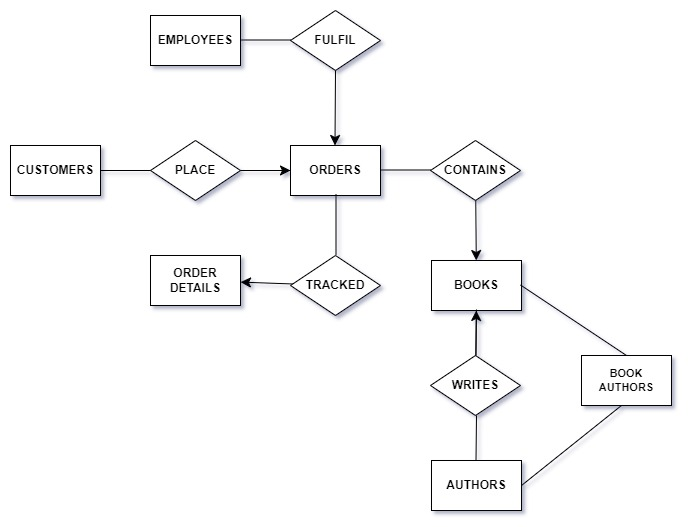 EMPLOYEES
FULFIL
CUSTOMERS
PLACE
ORDERS
CONTAINS
ORDER
DETAILS
TRACKED
BOOKS
WRITES
BOOK
AUTHORS
AUTHORS